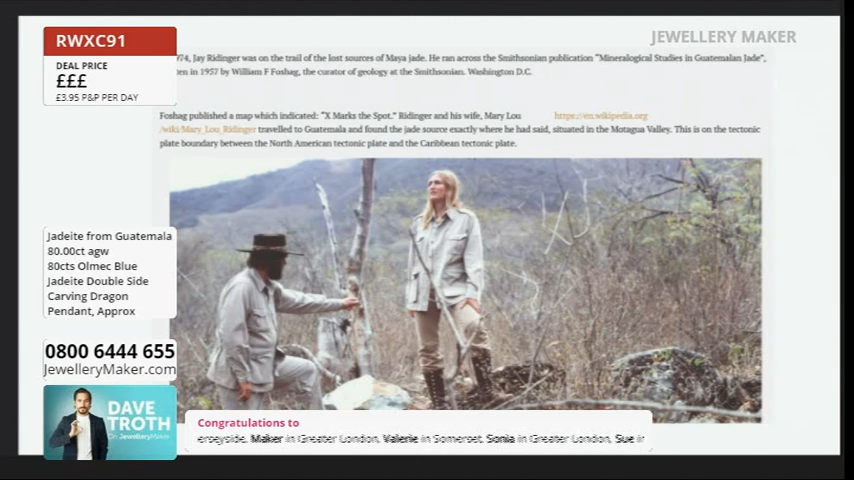 RWXC91
JEWELLERY MAKER
DEAL PRICE
£££
£3.95 P&P PER DAY
974, Jay Ridinger was on the trail of the lost sources of Maya jade. He ran across the Smithsonian publication “Mineralogical Studies in Guatemalan Jade”,
en in 1957 by William F Foshag, the curator of geology at the Smithsonian. Washington D.C.
Foshag published a map which indicated: “X Marks the Spot.” Ridinger and his wife, Mary Lou https://en.wikipedia.org
/wiki/Mary_Lou_Ridinger travelled to Guatemala and found the jade source exactly where he had said, situated in the Motagua Valley. This is on the tectonic
plate boundary between the North American tectonic plate and the Caribbean tectonic plate.
Jadeite from Guatemala
80.00ct agw
80cts Olmec Blue
Jadeite Double Side
Carving Dragon
Pendant, Approx
0800 6444 655
JewelleryMaker.com
DAVE
TROTH
On JewelleryMaker
Congratulations to
erseyside, Maker in Greater London, Valerie in Somerset, Sonia in Greater London, Sue in